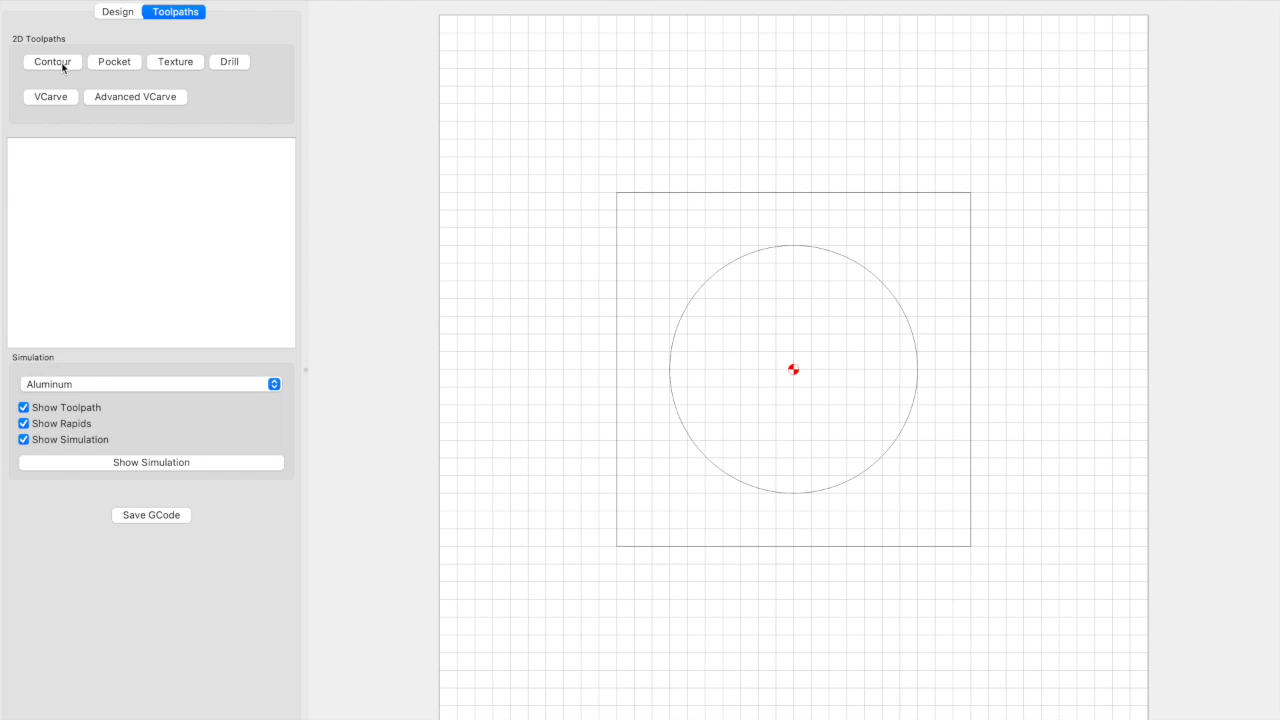 Design Toolpaths
2D Toolpaths
Contour Pocket Texture Drill
VCarve Advanced VCarve
Simulation
Aluminum
Show Toolpath
Show Rapids
Show Simulation
Show Simulation
Save GCode